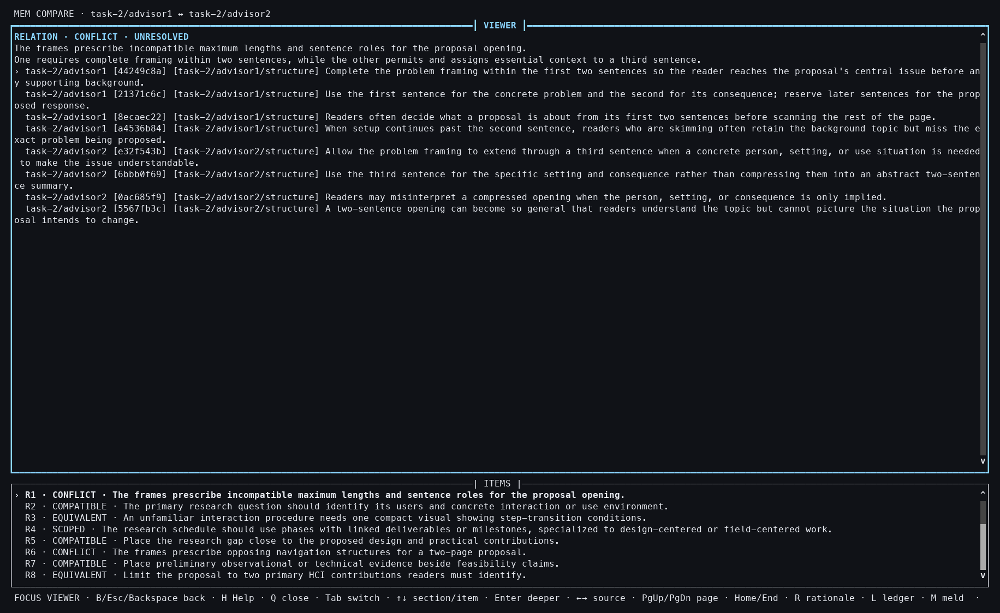 MEM COMPARE · task-2/advisor1 ↔ task-2/advisor2
VIEWER
RELATION · CONFLICT · UNRESOLVED
The frames prescribe incompatible maximum lengths and sentence roles for the proposal opening.
One requires complete framing within two sentences, while the other permits and assigns essential context to a third sentence.
› task-2/advisor1 [44249c8a] [task-2/advisor1/structure] Complete the problem framing within the first two sentences so the reader reaches the proposal's central issue before an
y supporting background.
task-2/advisor1 [21371c6c] [task-2/advisor1/structure] Use the first sentence for the concrete problem and the second for its consequence; reserve later sentences for the prop
osed response.
task-2/advisor1 [8ecaec22] [task-2/advisor1/structure] Readers often decide what a proposal is about from its first two sentences before scanning the rest of the page.
task-2/advisor1 [a4536b84] [task-2/advisor1/structure] When setup continues past the second sentence, readers who are skimming often retain the background topic but miss the e
xact problem being proposed.
task-2/advisor2 [e32f543b] [task-2/advisor2/structure] Allow the problem framing to extend through a third sentence when a concrete person, setting, or use situation is needed
to make the issue understandable.
task-2/advisor2 [6bbb0f69] [task-2/advisor2/structure] Use the third sentence for the specific setting and consequence rather than compressing them into an abstract two-senten
ce summary.
task-2/advisor2 [0ac685f9] [task-2/advisor2/structure] Readers may misinterpret a compressed opening when the person, setting, or consequence is only implied.
task-2/advisor2 [5567fb3c] [task-2/advisor2/structure] A two-sentence opening can become so general that readers understand the topic but cannot picture the situation the prop
osal intends to change.
ITEMS
› R1 · CONFLICT · The frames prescribe incompatible maximum lengths and sentence roles for the proposal opening.
R2 · COMPATIBLE · The primary research question should identify its users and concrete interaction or use environment.
R3 · EQUIVALENT · An unfamiliar interaction procedure needs one compact visual showing step-transition conditions.
R4 · SCOPED · The research schedule should use phases with linked deliverables or milestones, specialized to design-centered or field-centered work.
R5 · COMPATIBLE · Place the research gap close to the proposed design and practical contributions.
R6 · CONFLICT · The frames prescribe opposing navigation structures for a two-page proposal.
R7 · COMPATIBLE · Place preliminary observational or technical evidence beside feasibility claims.
R8 · EQUIVALENT · Limit the proposal to two primary HCI contributions readers must identify.
FOCUS VIEWER · B/Esc/Backspace back · H Help · Q close · Tab switch · ↑↓ section/item · Enter deeper · ←→ source · PgUp/PgDn page · Home/End · R rationale · L ledger · M meld ·